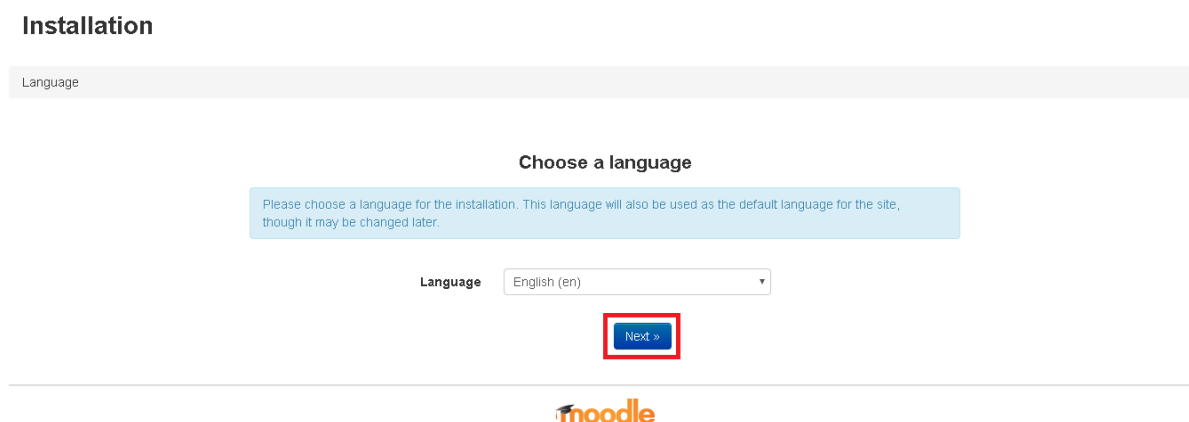 Installation
Language
Choose a language
Please choose a language for the installation. This language will also be used as the default language for the site,
though it may be changed later.
Language English (en)
Next »
moodle